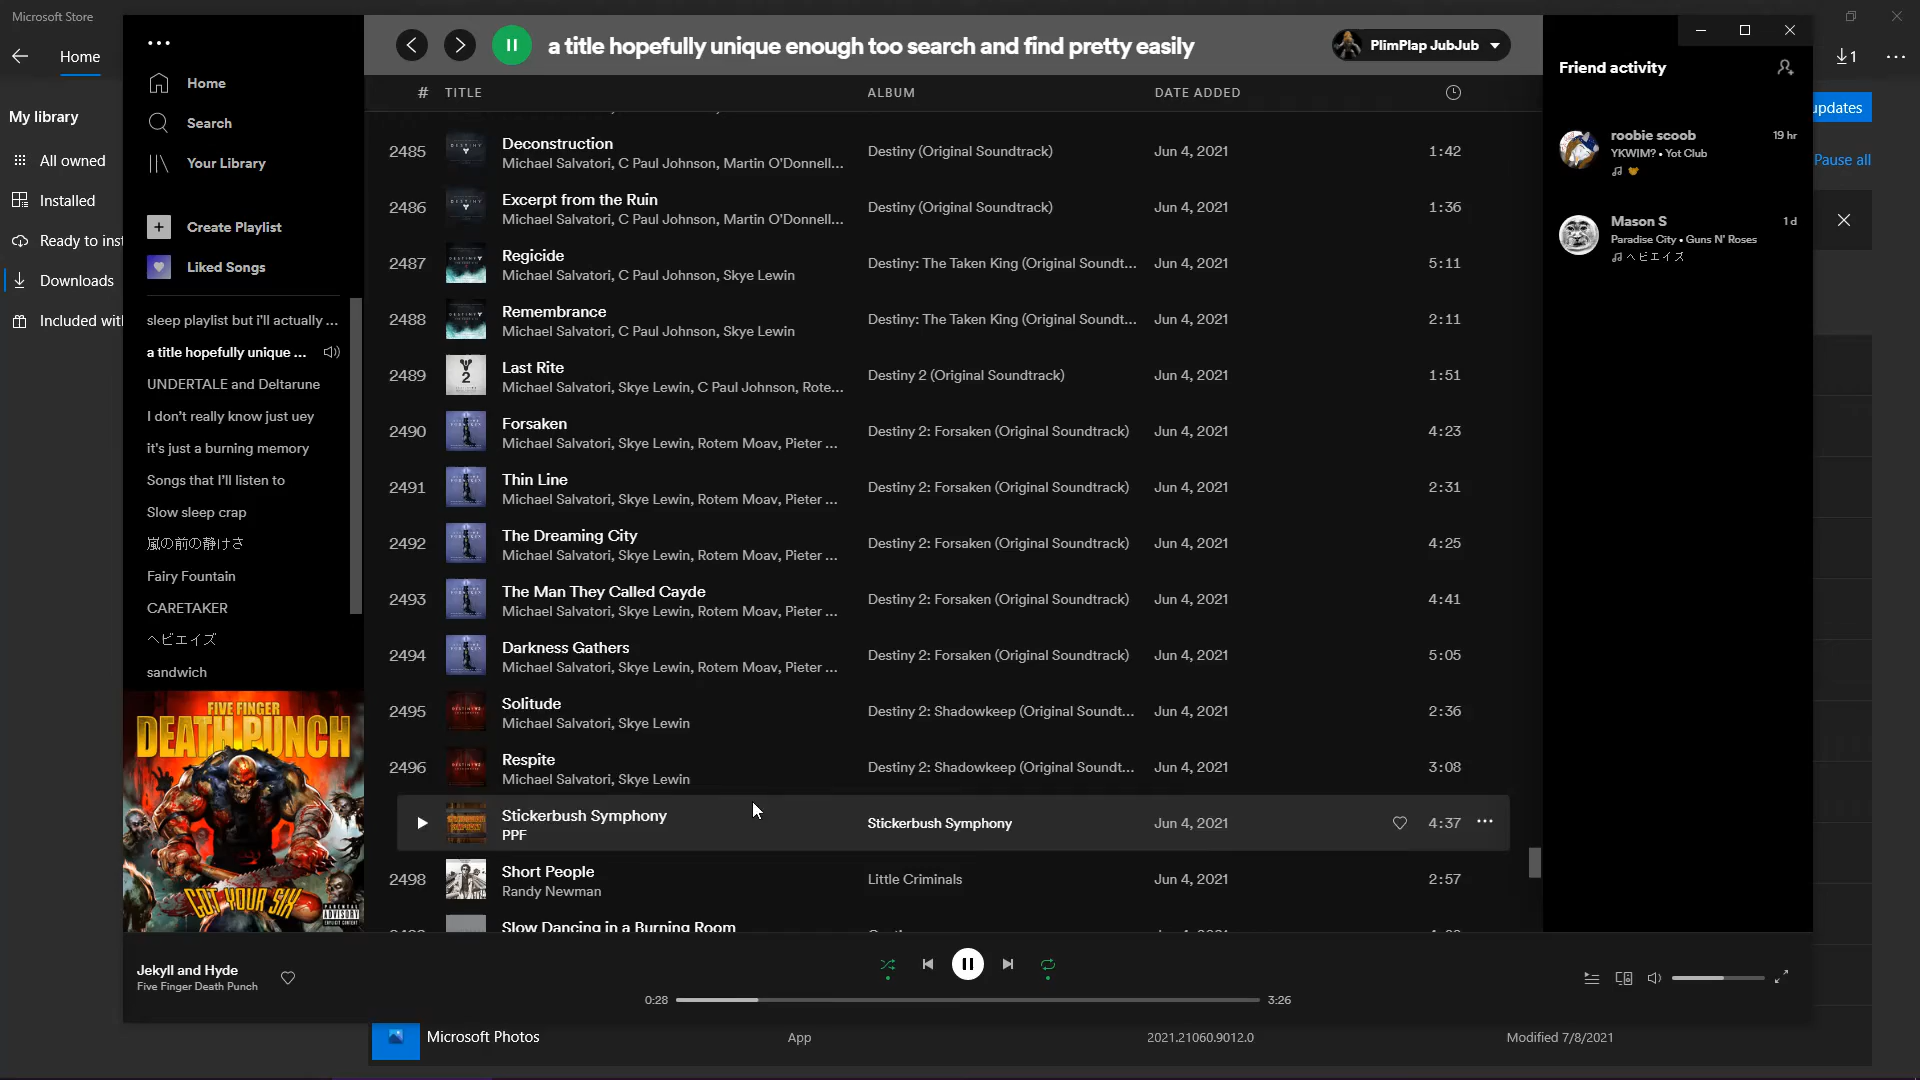 Microsoft Store
Home
My library
All owned
Installed
Ready to inst
Downloads
Included with
1
updates
Pause all
Home
Search
Your Library
Create Playlist
Liked Songs
sleep playlist but i'll actually ...
a title hopefully unique ...
UNDERTALE and Deltarune
I don't really know just uey
it's just a burning memory
Songs that I'll listen to
Slow sleep crap
嵐の前の静けさ
Fairy Fountain
CARETAKER
ヘビエイズ
sandwich
FIVE FINGER
DEATH PUNCH
GOT YOUR SIX
PARENTAL
ADVISORY
EXPLICIT CONTENT
a title hopefully unique enough too search and find pretty easily
PlimPlap JubJub
# TITLE ALBUM DATE ADDED
2485 Deconstruction Destiny (Original Soundtrack) Jun 4, 2021 1:42
Michael Salvatori, C Paul Johnson, Martin O'Donnell...
2486 Excerpt from the Ruin Destiny (Original Soundtrack) Jun 4, 2021 1:36
Michael Salvatori, C Paul Johnson, Martin O'Donnell...
2487 Regicide Destiny: The Taken King (Original Soundt... Jun 4, 2021 5:11
Michael Salvatori, C Paul Johnson, Skye Lewin
2488 Remembrance Destiny: The Taken King (Original Soundt... Jun 4, 2021 2:11
Michael Salvatori, C Paul Johnson, Skye Lewin
2489 Last Rite Destiny 2 (Original Soundtrack) Jun 4, 2021 1:51
Michael Salvatori, Skye Lewin, C Paul Johnson, Rote...
2490 Forsaken Destiny 2: Forsaken (Original Soundtrack) Jun 4, 2021 4:23
Michael Salvatori, Skye Lewin, Rotem Moav, Pieter ...
2491 Thin Line Destiny 2: Forsaken (Original Soundtrack) Jun 4, 2021 2:31
Michael Salvatori, Skye Lewin, Rotem Moav, Pieter ...
2492 The Dreaming City Destiny 2: Forsaken (Original Soundtrack) Jun 4, 2021 4:25
Michael Salvatori, Skye Lewin, Rotem Moav, Pieter ...
2493 The Man They Called Cayde Destiny 2: Forsaken (Original Soundtrack) Jun 4, 2021 4:41
Michael Salvatori, Skye Lewin, Rotem Moav, Pieter ...
2494 Darkness Gathers Destiny 2: Forsaken (Original Soundtrack) Jun 4, 2021 5:05
Michael Salvatori, Skye Lewin, Rotem Moav, Pieter ...
2495 Solitude Destiny 2: Shadowkeep (Original Soundt... Jun 4, 2021 2:36
Michael Salvatori, Skye Lewin
2496 Respite Destiny 2: Shadowkeep (Original Soundt... Jun 4, 2021 3:08
Michael Salvatori, Skye Lewin
Stickerbush Symphony Stickerbush Symphony Jun 4, 2021 4:37
PPF
2498 Short People Little Criminals Jun 4, 2021 2:57
Randy Newman
Slow Dancing in a Burning Room
Friend activity
roobie scoob 19 hr
YKWIM? • Yot Club
Mason S 1 d
Paradise City • Guns N' Roses
ヘビエイズ
Jekyll and Hyde
Five Finger Death Punch
0:28 3:26
Microsoft Photos App 2021.21060.9012.0 Modified 7/8/2021